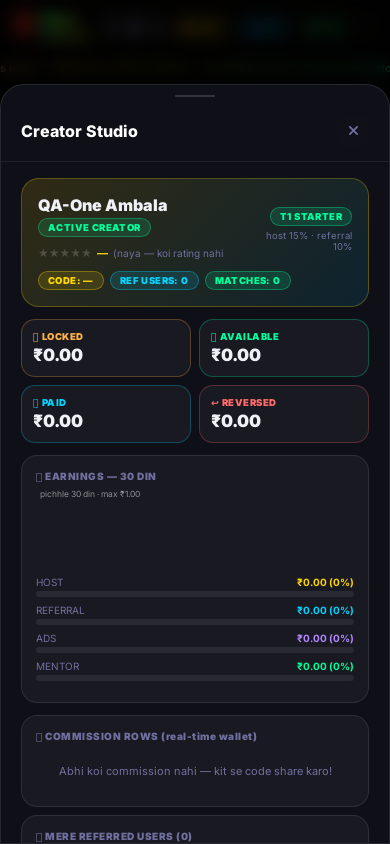 Creator Studio ✕
QA-One Ambala
ACTIVE CREATOR
T1 STARTER
host 15% · referral
10%
★★★★★ — (naya — koi rating nahi
CODE: — REF USERS: 0 MATCHES: 0
LOCKED
₹0.00
AVAILABLE
₹0.00
PAID
₹0.00
↩ REVERSED
₹0.00
EARNINGS — 30 DIN
pichhle 30 din · max ₹1.00
HOST ₹0.00 (0%)
REFERRAL ₹0.00 (0%)
ADS ₹0.00 (0%)
MENTOR ₹0.00 (0%)
COMMISSION ROWS (real-time wallet)
Abhi koi commission nahi — kit se code share karo!
MERE REFERRED USERS (0)